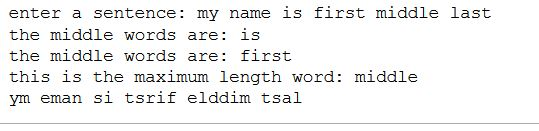 enter a sentence: my name is first middle last
the middle words are: is
the middle words are: first
this is the maximum length word: middle
ym eman si tsrif elddim tsal